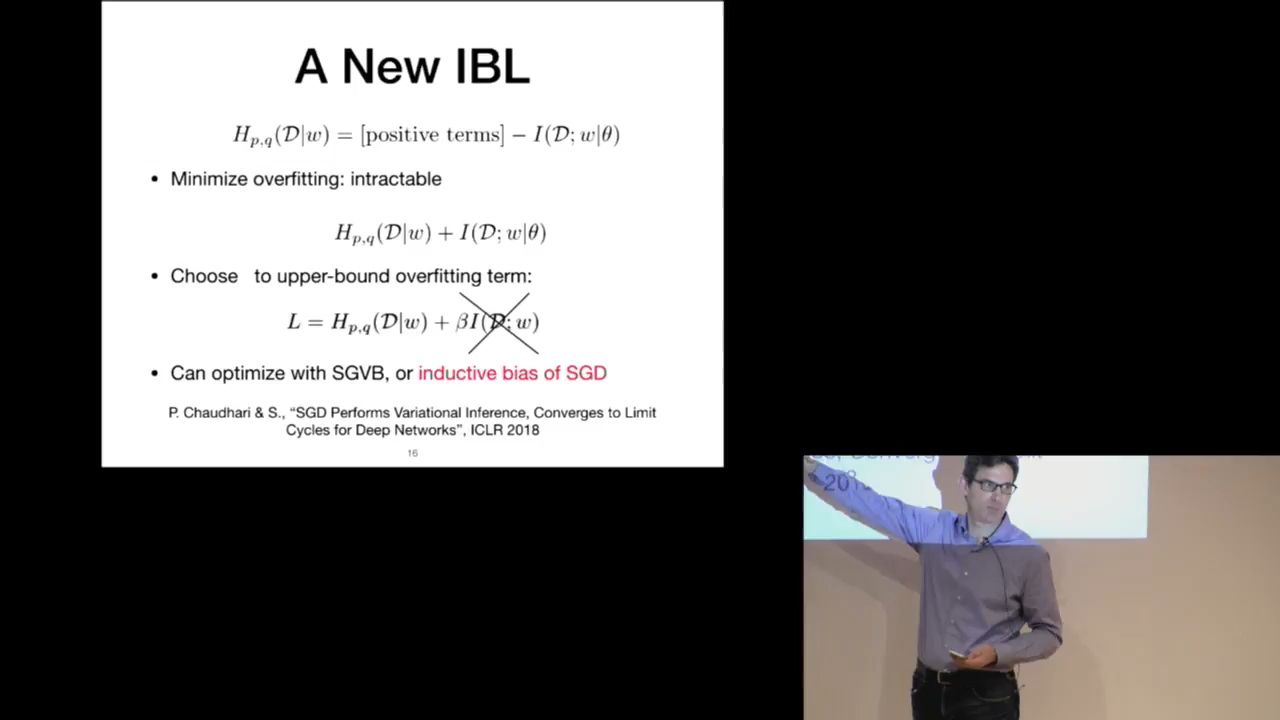 A New IBL
H_{p,q}(𝒟|w) = [positive terms] − I(𝒟; w|θ)
• Minimize overfitting: intractable
H_{p,q}(𝒟|w) + I(𝒟; w|θ)
• Choose to upper-bound overfitting term:
L = H_{p,q}(𝒟|w) + βI(𝒟; w)
• Can optimize with SGVB, or inductive bias of SGD
P. Chaudhari & S., “SGD Performs Variational Inference, Converges to Limit
Cycles for Deep Networks”, ICLR 2018
16